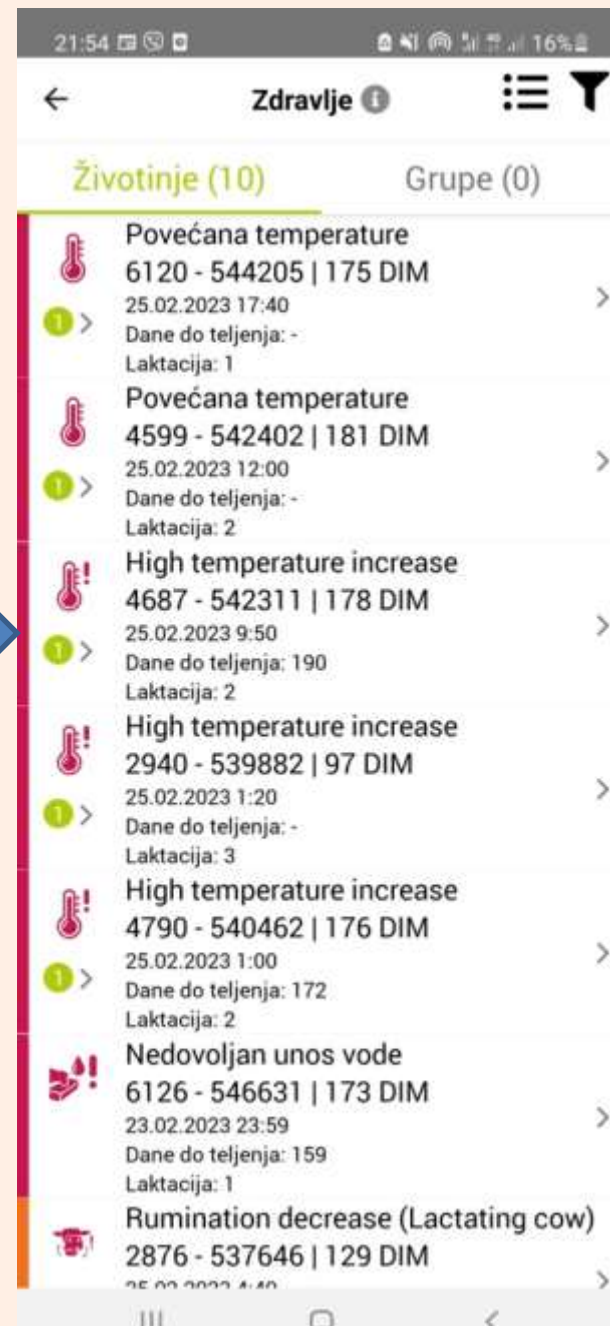 21:54 16%
Zdravlje
Životinje (10) Grupe (0)
Povećana temperature
6120 - 544205 | 175 DIM
25.02.2023 17:40
1
Dane do teljenja: -
Laktacija: 1
Povećana temperature
4599 - 542402 | 181 DIM
25.02.2023 12:00
1
Dane do teljenja: -
Laktacija: 2
High temperature increase
4687 - 542311 | 178 DIM
25.02.2023 9:50
1
Dane do teljenja: 190
Laktacija: 2
High temperature increase
2940 - 539882 | 97 DIM
25.02.2023 1:20
1
Dane do teljenja: -
Laktacija: 3
High temperature increase
4790 - 540462 | 176 DIM
25.02.2023 1:00
1
Dane do teljenja: 172
Laktacija: 2
Nedovoljan unos vode
6126 - 546631 | 173 DIM
23.02.2023 23:59
Dane do teljenja: 159
Laktacija: 1
Rumination decrease (Lactating cow)
2876 - 537646 | 129 DIM